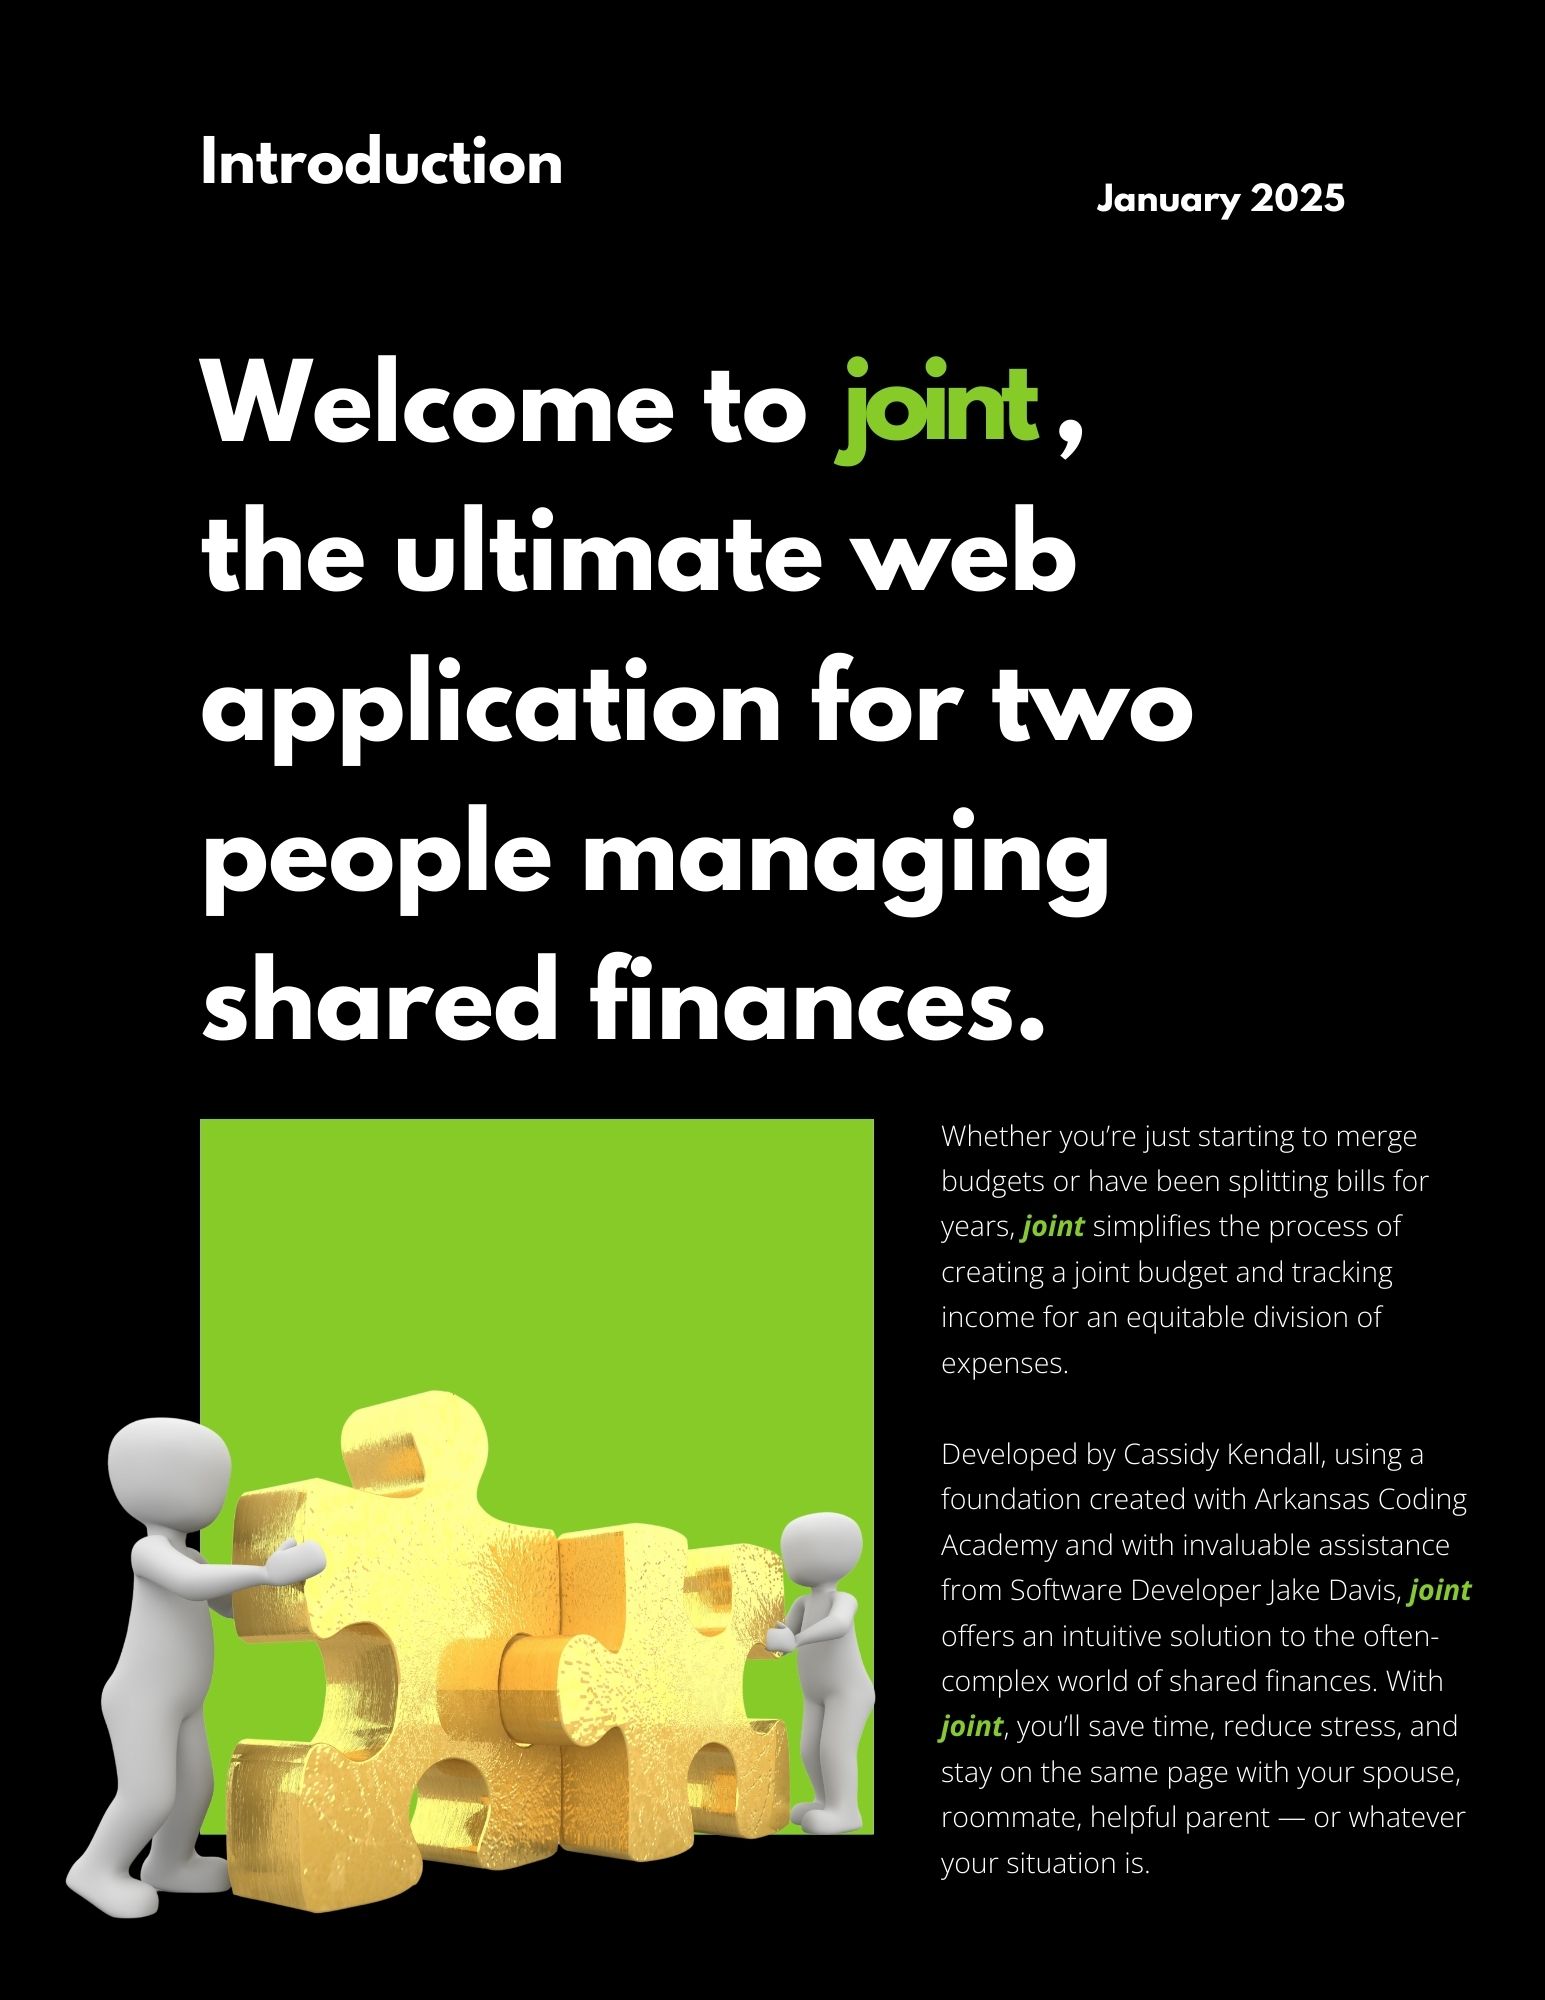 Introduction
January 2025
Welcome to joint,
the ultimate web
application for two
people managing
shared finances.
Whether you’re just starting to merge
budgets or have been splitting bills for
years, joint simplifies the process of
creating a joint budget and tracking
income for an equitable division of
expenses.
Developed by Cassidy Kendall, using a
foundation created with Arkansas Coding
Academy and with invaluable assistance
from Software Developer Jake Davis, joint
offers an intuitive solution to the often-
complex world of shared finances. With
joint, you’ll save time, reduce stress, and
stay on the same page with your spouse,
roommate, helpful parent — or whatever
your situation is.